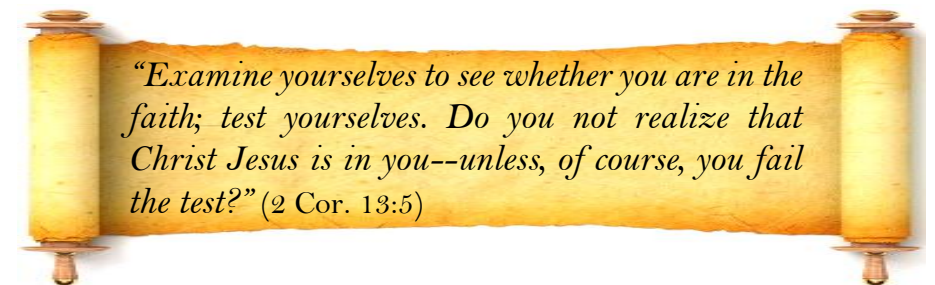 “Examine yourselves to see whether you are in the
faith; test yourselves. Do you not realize that
Christ Jesus is in you--unless, of course, you fail
the test?” (2 Cor. 13:5)